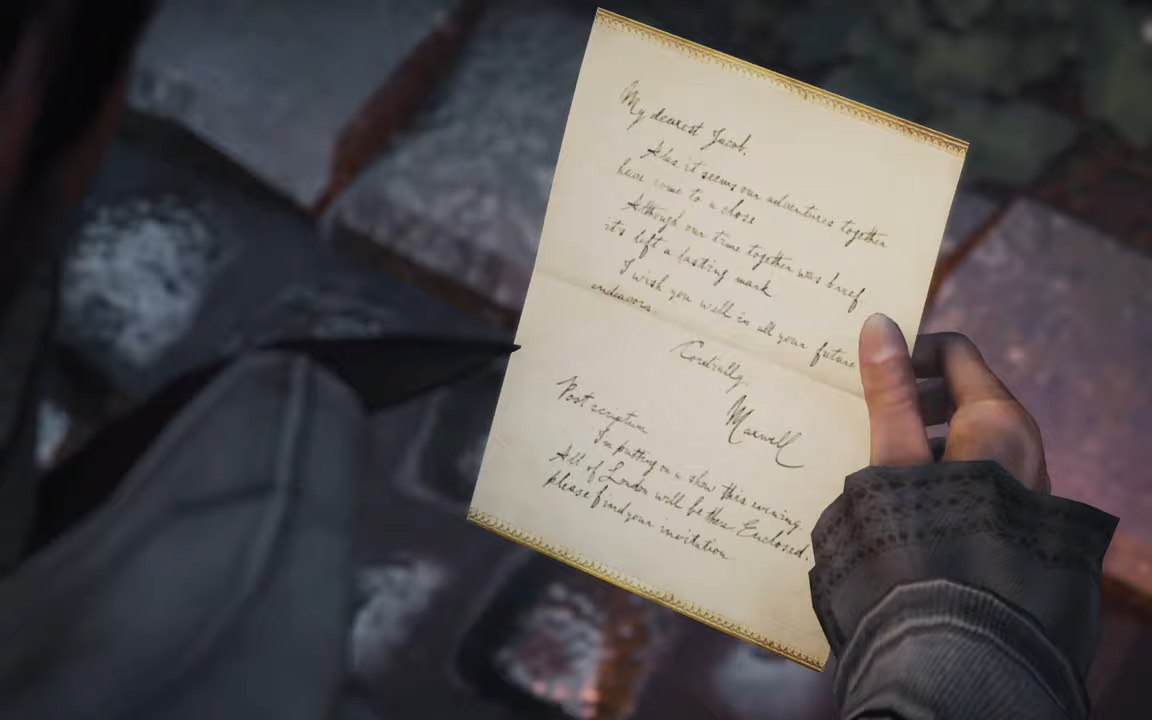 My dearest Jacob,
Alas it seems our adventures together
have come to a close
Although our time together was brief
its left a lasting mark
I wish you well in all your future
endeavors
Cordially
Maxwell
Post scriptum
I'm putting on a show this evening.
All of London will be there Enclosed,
please find your invitation